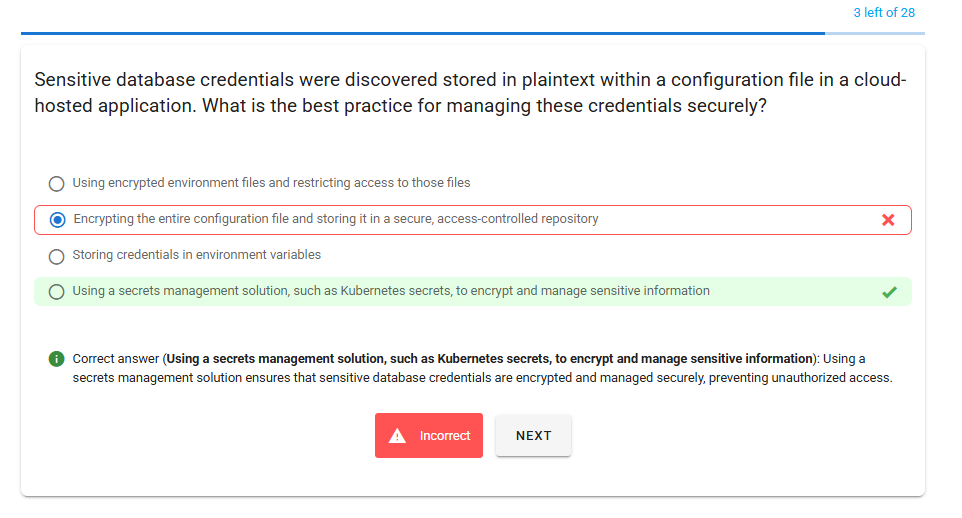 3 left of 28
Sensitive database credentials were discovered stored in plaintext within a configuration file in a cloud-
hosted application. What is the best practice for managing these credentials securely?
Using encrypted environment files and restricting access to those files
Encrypting the entire configuration file and storing it in a secure, access-controlled repository
Storing credentials in environment variables
Using a secrets management solution, such as Kubernetes secrets, to encrypt and manage sensitive information
Correct answer (Using a secrets management solution, such as Kubernetes secrets, to encrypt and manage sensitive information): Using a
secrets management solution ensures that sensitive database credentials are encrypted and managed securely, preventing unauthorized access.
Incorrect NEXT